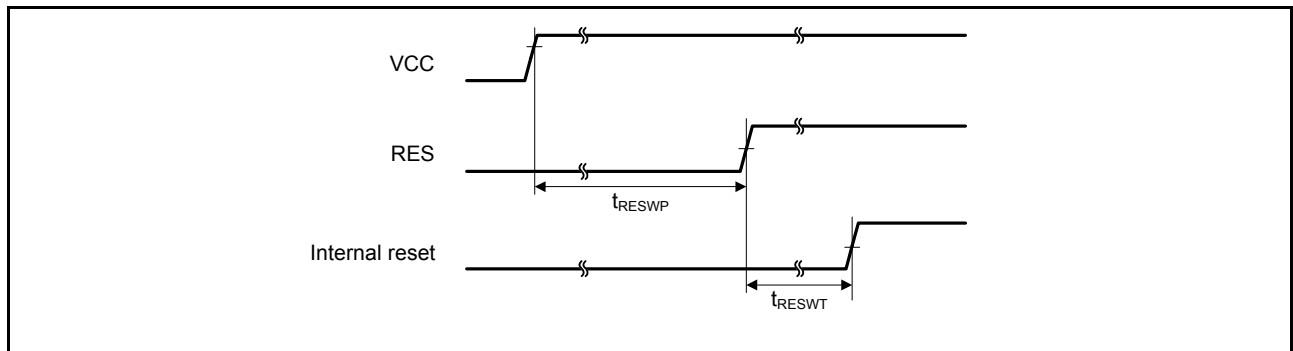 VCC
RES
tRESWP
Internal reset
tRESWT